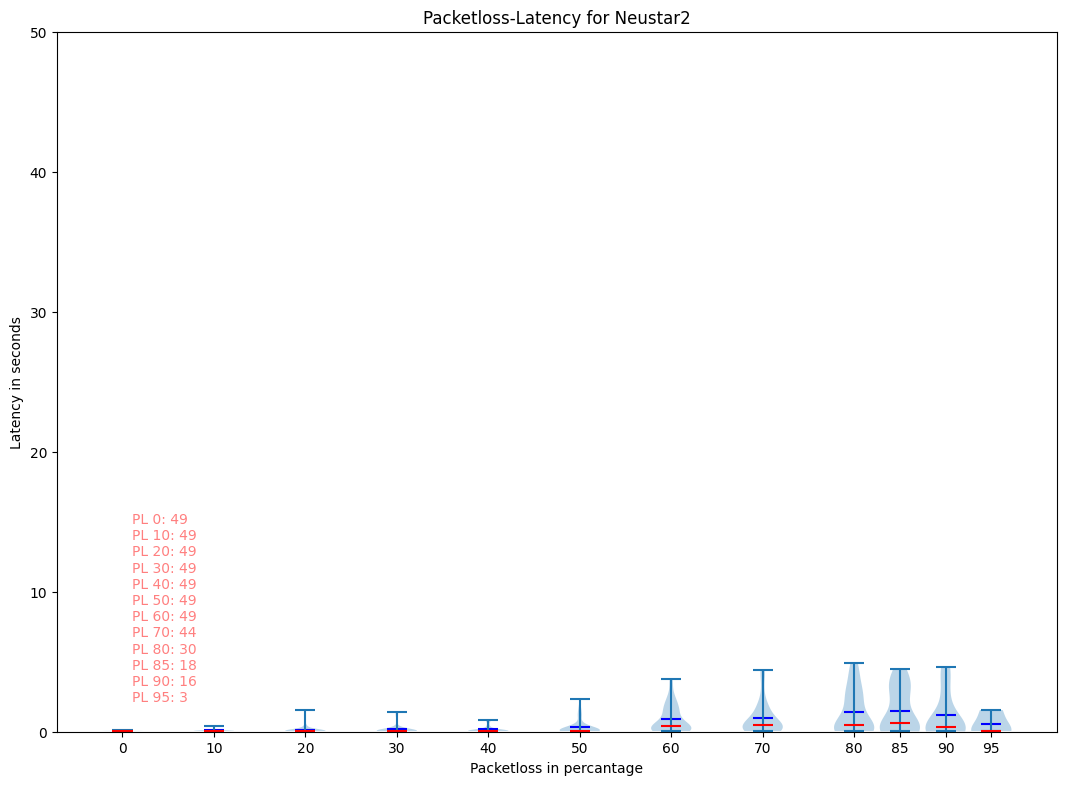 Packetloss-Latency for Neustar2
50
40
30
20
10
0
Latency in seconds
PL 0: 49
PL 10: 49
PL 20: 49
PL 30: 49
PL 40: 49
PL 50: 49
PL 60: 49
PL 70: 44
PL 80: 30
PL 85: 18
PL 90: 16
PL 95: 3
0 10 20 30 40 50 60 70 80 85 90 95
Packetloss in percantage